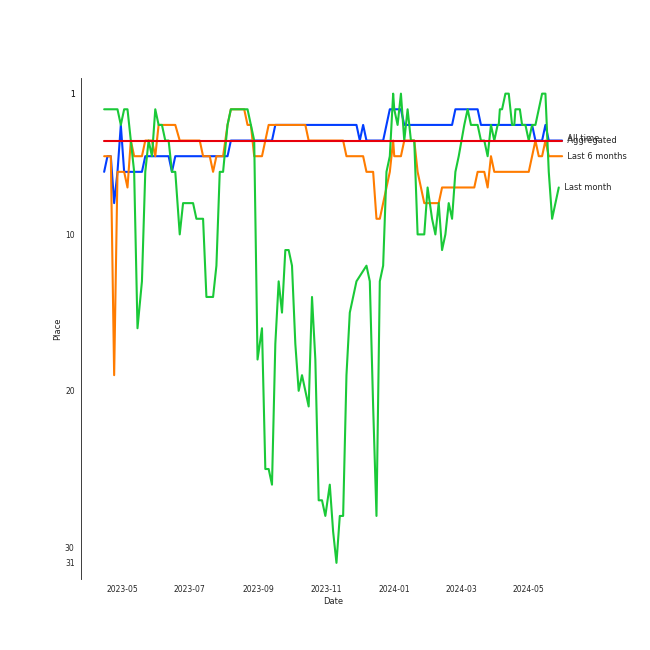 1
10
20
30
31
Place
2023-05
2023-07
2023-09
2023-11
2024-01
2024-03
2024-05
Date
All time
Aggregated
Last 6 months
Last month